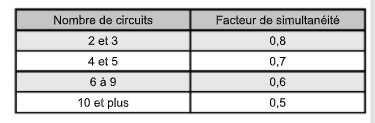 Nombre de circuits Facteur de simultanéité
2 et 3 0,8
4 et 5 0,7
6 à 9 0,6
10 et plus 0,5